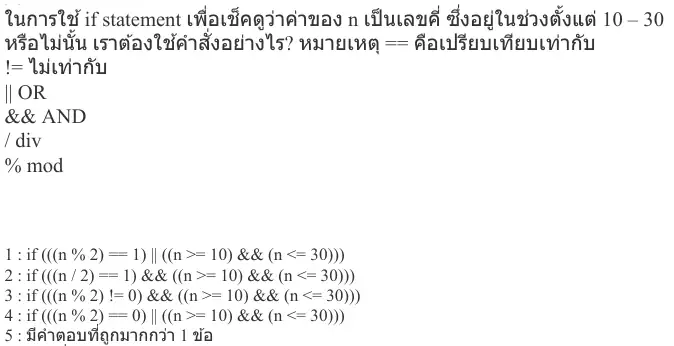 ในการใช้ if statement เพื่อเช็คดูว่าค่าของ n เป็นเลขคี่ ซึ่งอยู่ในช่วงตั้งแต่ 10 – 30
หรือไม่นั้น เราต้องใช้คำสั่งอย่างไร? หมายเหตุ == คือเปรียบเทียบเท่ากับ
!= ไม่เท่ากับ
|| OR
&& AND
/ div
% mod
1 : if (((n % 2) == 1) || ((n >= 10) && (n <= 30)))
2 : if (((n / 2) == 1) && ((n >= 10) && (n <= 30)))
3 : if (((n % 2) != 0) && ((n >= 10) && (n <= 30)))
4 : if (((n % 2) == 0) || ((n >= 10) && (n <= 30)))
5 : มีคำตอบที่ถูกมากกว่า 1 ข้อ